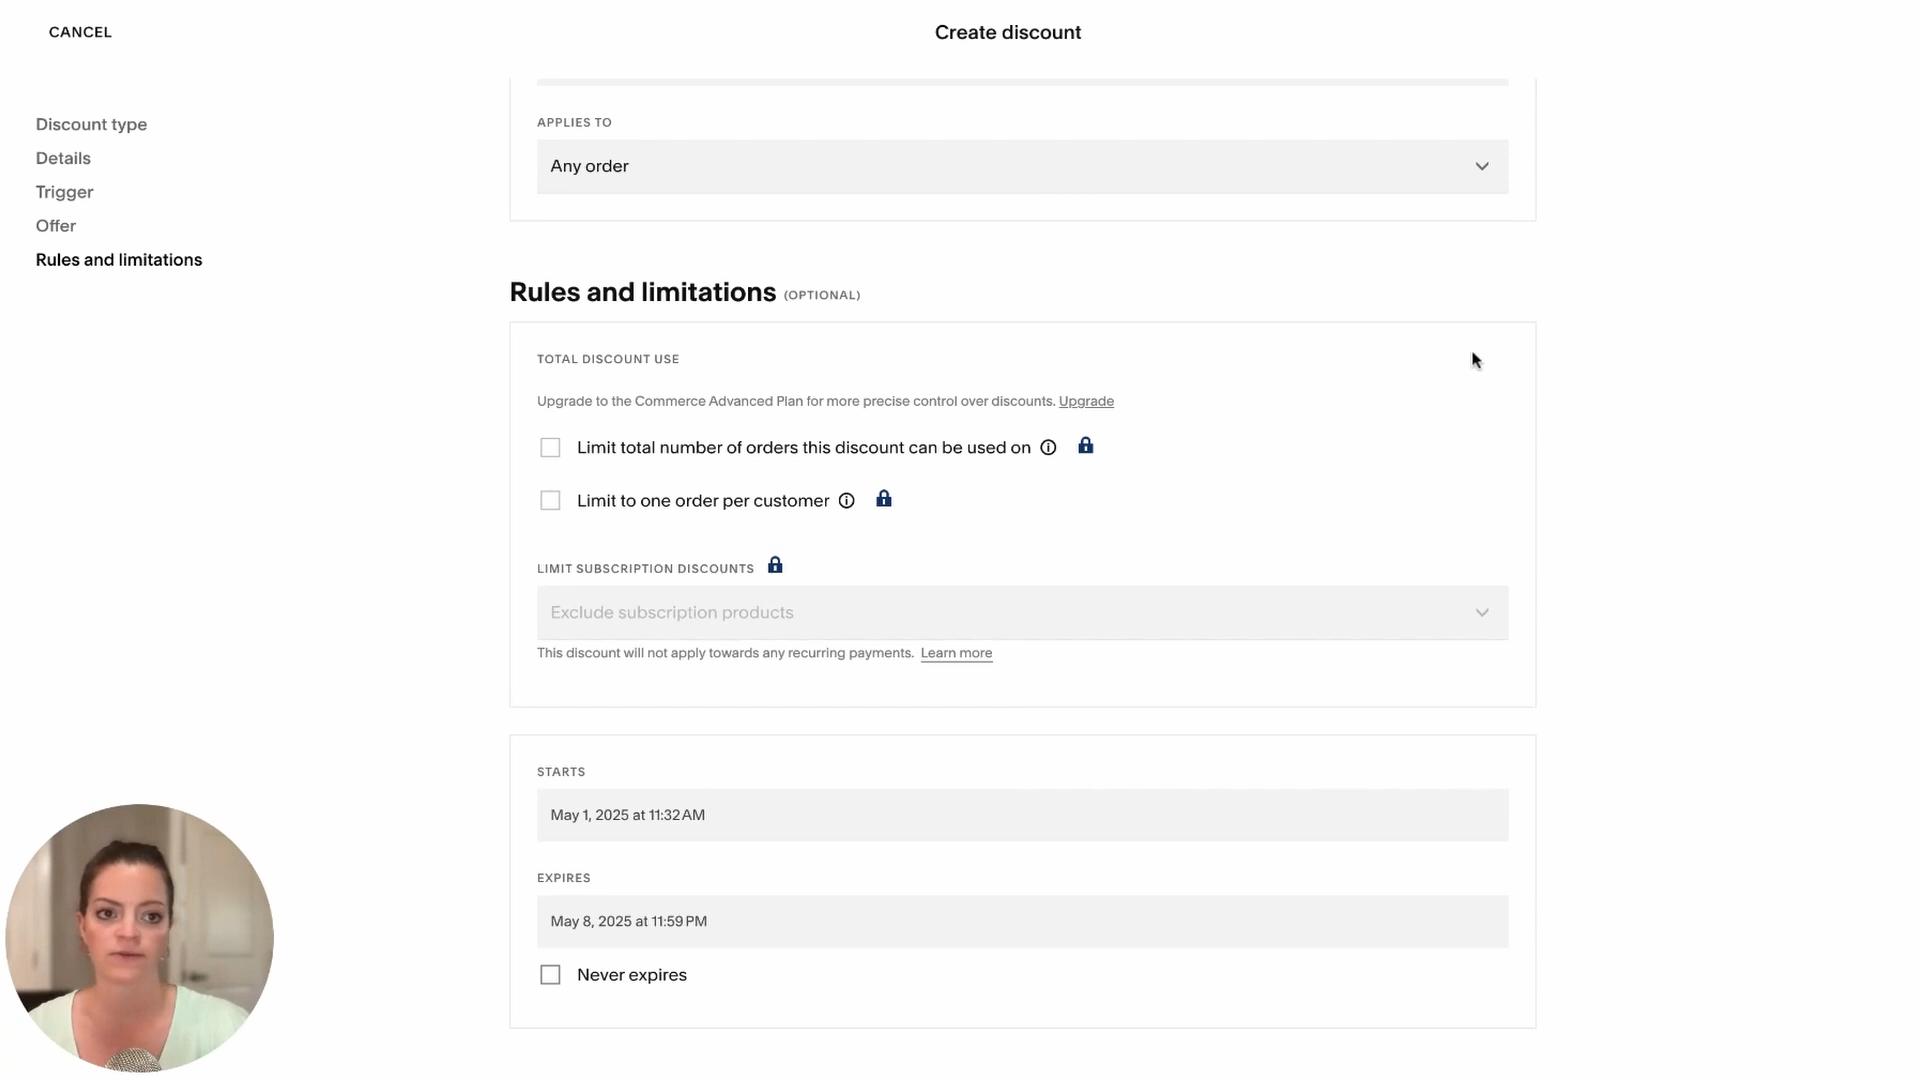 CANCEL
Create discount
Discount type
Details
Trigger
Offer
Rules and limitations
APPLIES TO
Any order
Rules and limitations (OPTIONAL)
TOTAL DISCOUNT USE
Upgrade to the Commerce Advanced Plan for more precise control over discounts. Upgrade
Limit total number of orders this discount can be used on
Limit to one order per customer
LIMIT SUBSCRIPTION DISCOUNTS
Exclude subscription products
This discount will not apply towards any recurring payments. Learn more
STARTS
May 1, 2025 at 11:32 AM
EXPIRES
May 8, 2025 at 11:59 PM
Never expires